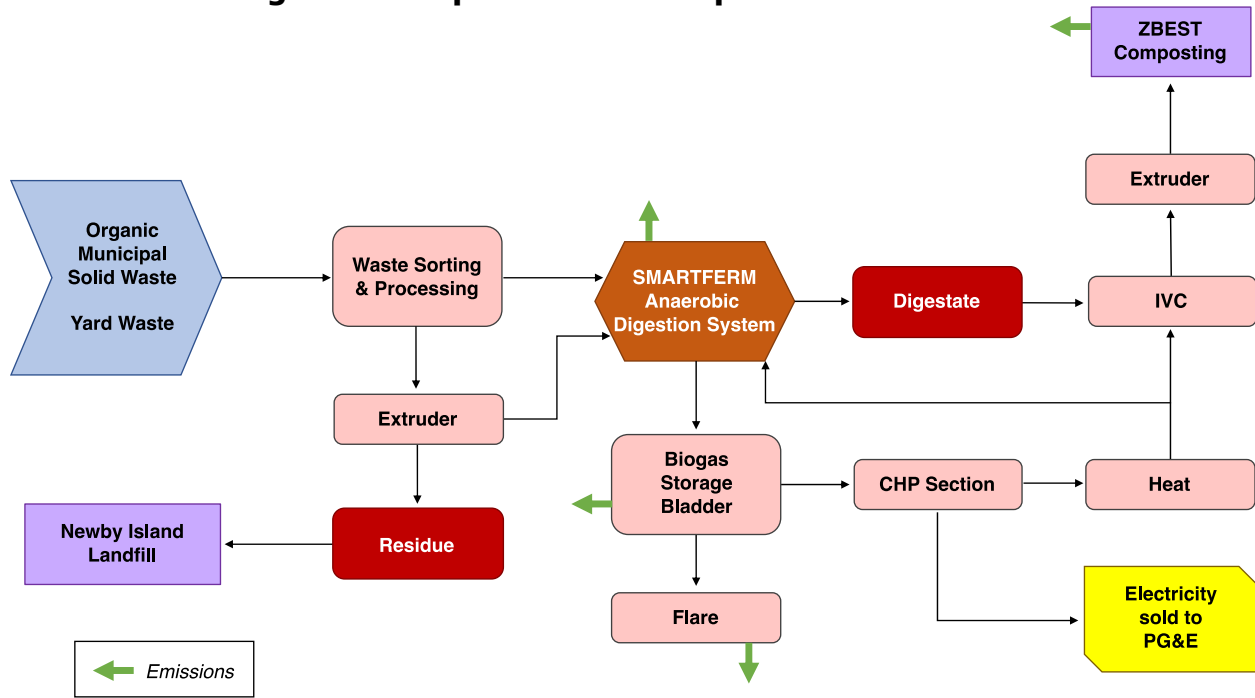 ZBEST
Composting
Extruder
Organic
Municipal
Solid Waste
Yard Waste
Waste Sorting
& Processing
SMARTFERM
Anaerobic
Digestion System
Digestate
IVC
Extruder
Biogas
Storage
Bladder
CHP Section
Heat
Newby Island
Landfill
Residue
Flare
Electricity
sold to
PG&E
Emissions